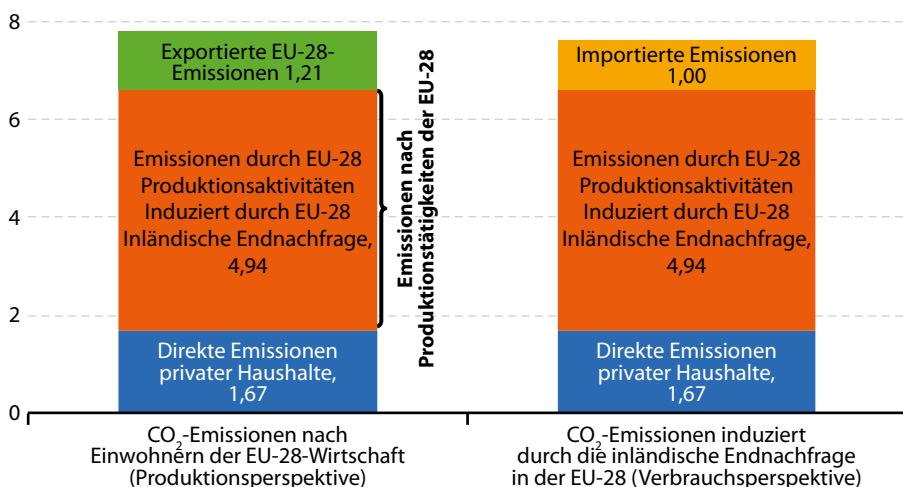 8
6
4
2
0
Exportierte EU-28-
Emissionen 1,21
Emissionen durch EU-28
Produktionsaktivitäten
Induziert durch EU-28
Inländische Endnachfrage,
4,94
Direkte Emissionen
privater Haushalte,
1,67
Emissionen nach
Produktionstätigkeiten der EU-28
Importierte Emissionen
1,00
Emissionen durch EU-28
Produktionsaktivitäten
Induziert durch EU-28
Inländische Endnachfrage,
4,94
Direkte Emissionen
privater Haushalte,
1,67
CO₂-Emissionen nach
Einwohnern der EU-28-Wirtschaft
(Produktionsperspektive)
CO₂-Emissionen induziert
durch die inländische Endnachfrage
in der EU-28 (Verbrauchsperspektive)